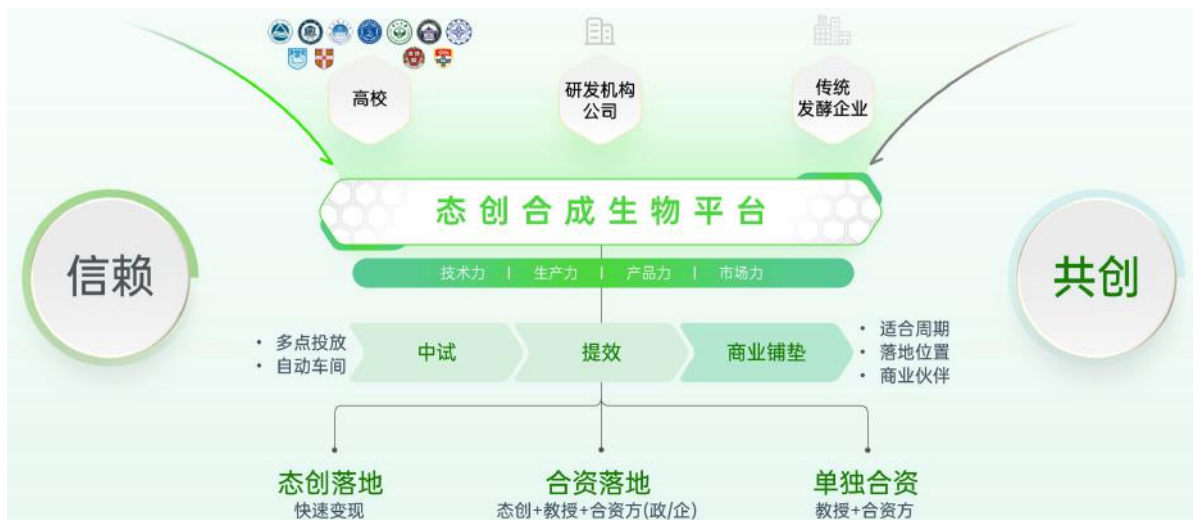 高校
研发机构
公司
传统
发酵企业
态创合成生物平台
技术力 | 生产力 | 产品力 | 市场力
信赖
共创
• 多点投放
• 自动车间
中试
提效
商业铺垫
• 适合周期
• 落地位置
• 商业伙伴
态创落地
快速变现
合资落地
态创+教授+合资方(政/企)
单独合资
教授+合资方